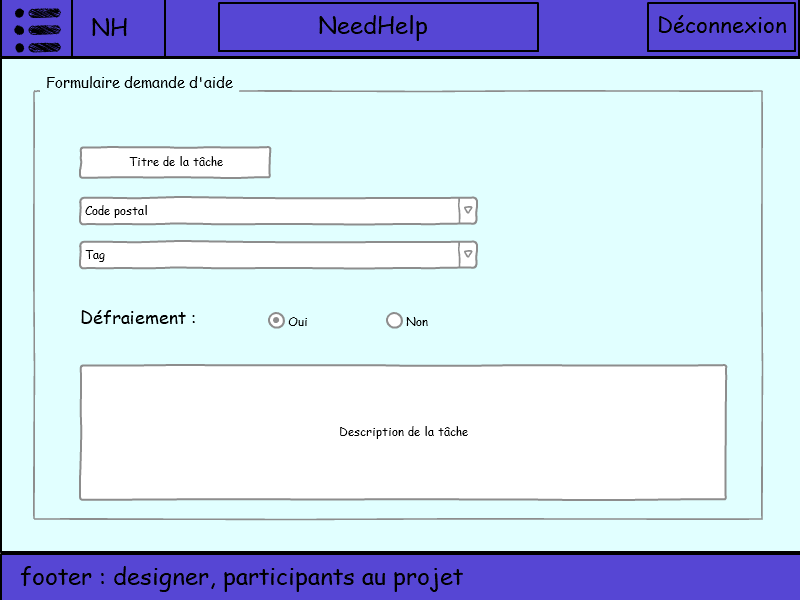 NH
NeedHelp
Déconnexion
Formulaire demande d'aide
Titre de la tâche
Code postal
Tag
Défraiement : Oui Non
Description de la tâche
footer : designer, participants au projet